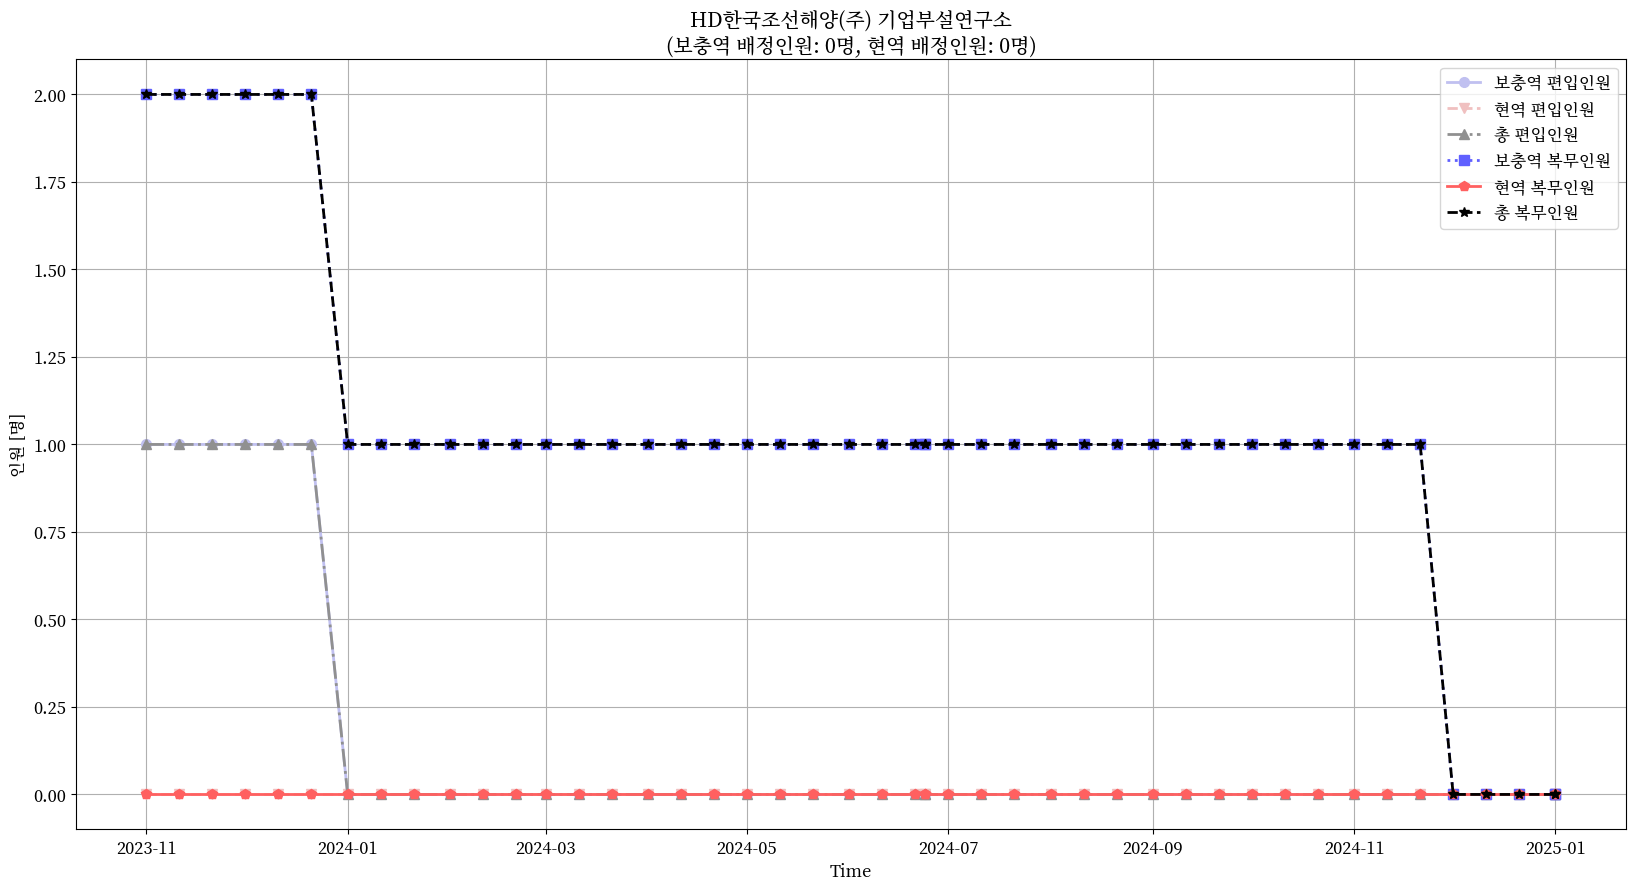 HD한국조선해양(주) 기업부설연구소
(보충역 배정인원: 0명, 현역 배정인원: 0명)
보충역 편입인원
현역 편입인원
총 편입인원
보충역 복무인원
현역 복무인원
총 복무인원
인원 [명]
2.00
1.75
1.50
1.25
1.00
0.75
0.50
0.25
0.00
2023-11 2024-01 2024-03 2024-05 2024-07 2024-09 2024-11 2025-01
Time